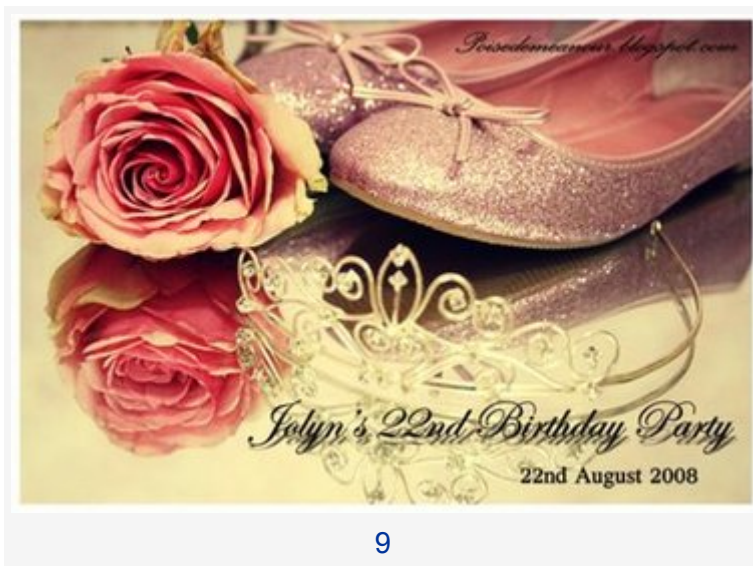 Poisedemeanour.blogspot.com
Jolyn's 22nd Birthday Party
22nd August 2008
9